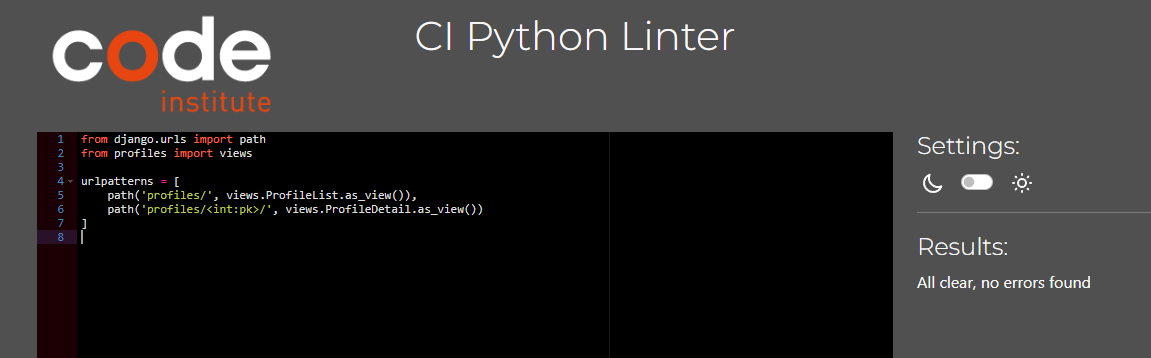 code
institute
CI Python Linter
1 from django.urls import path
2 from profiles import views
3
4 urlpatterns = [
5     path('profiles/', views.ProfileList.as_view()),
6     path('profiles/<int:pk>/', views.ProfileDetail.as_view())
7 ]
8
Settings:
Results:
All clear, no errors found